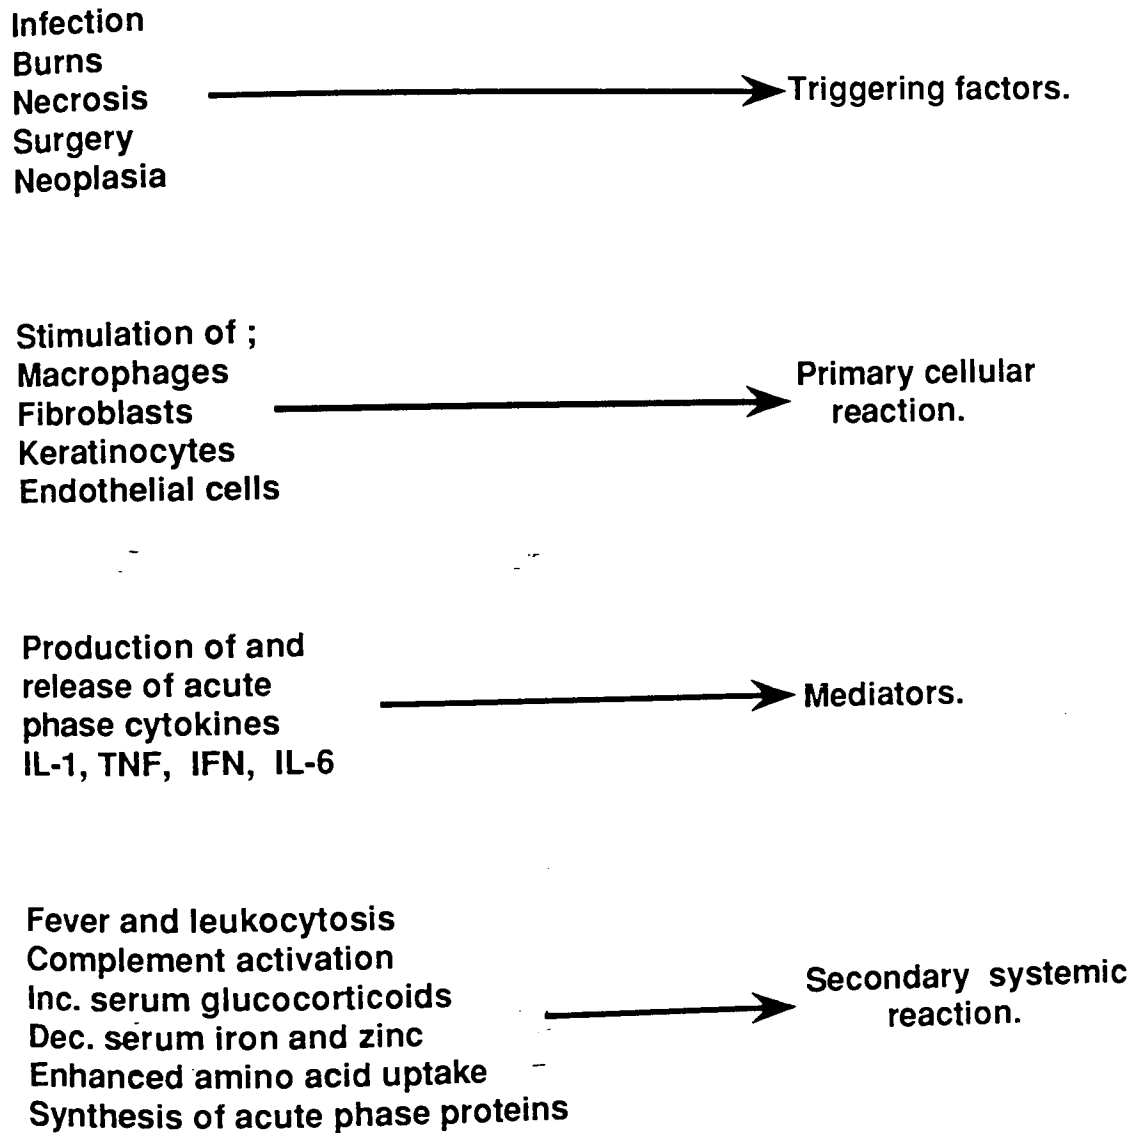 Infection
Burns
Necrosis
Surgery
Neoplasia
Triggering factors.
Stimulation of ;
Macrophages
Fibroblasts
Keratinocytes
Endothelial cells
Primary cellular
reaction.
Production of and
release of acute
phase cytokines
IL-1, TNF, IFN, IL-6
Mediators.
Fever and leukocytosis
Complement activation
Inc. serum glucocorticoids
Dec. serum iron and zinc
Enhanced amino acid uptake
Synthesis of acute phase proteins
Secondary systemic
reaction.